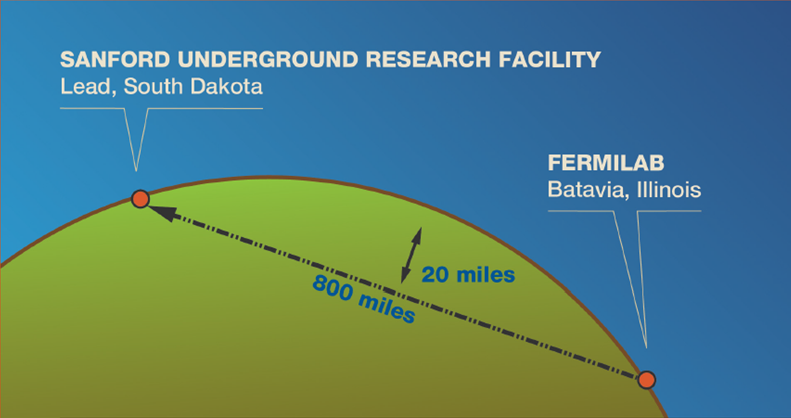 SANFORD UNDERGROUND RESEARCH FACILITY
Lead, South Dakota
FERMILAB
Batavia, Illinois
20 miles
800 miles